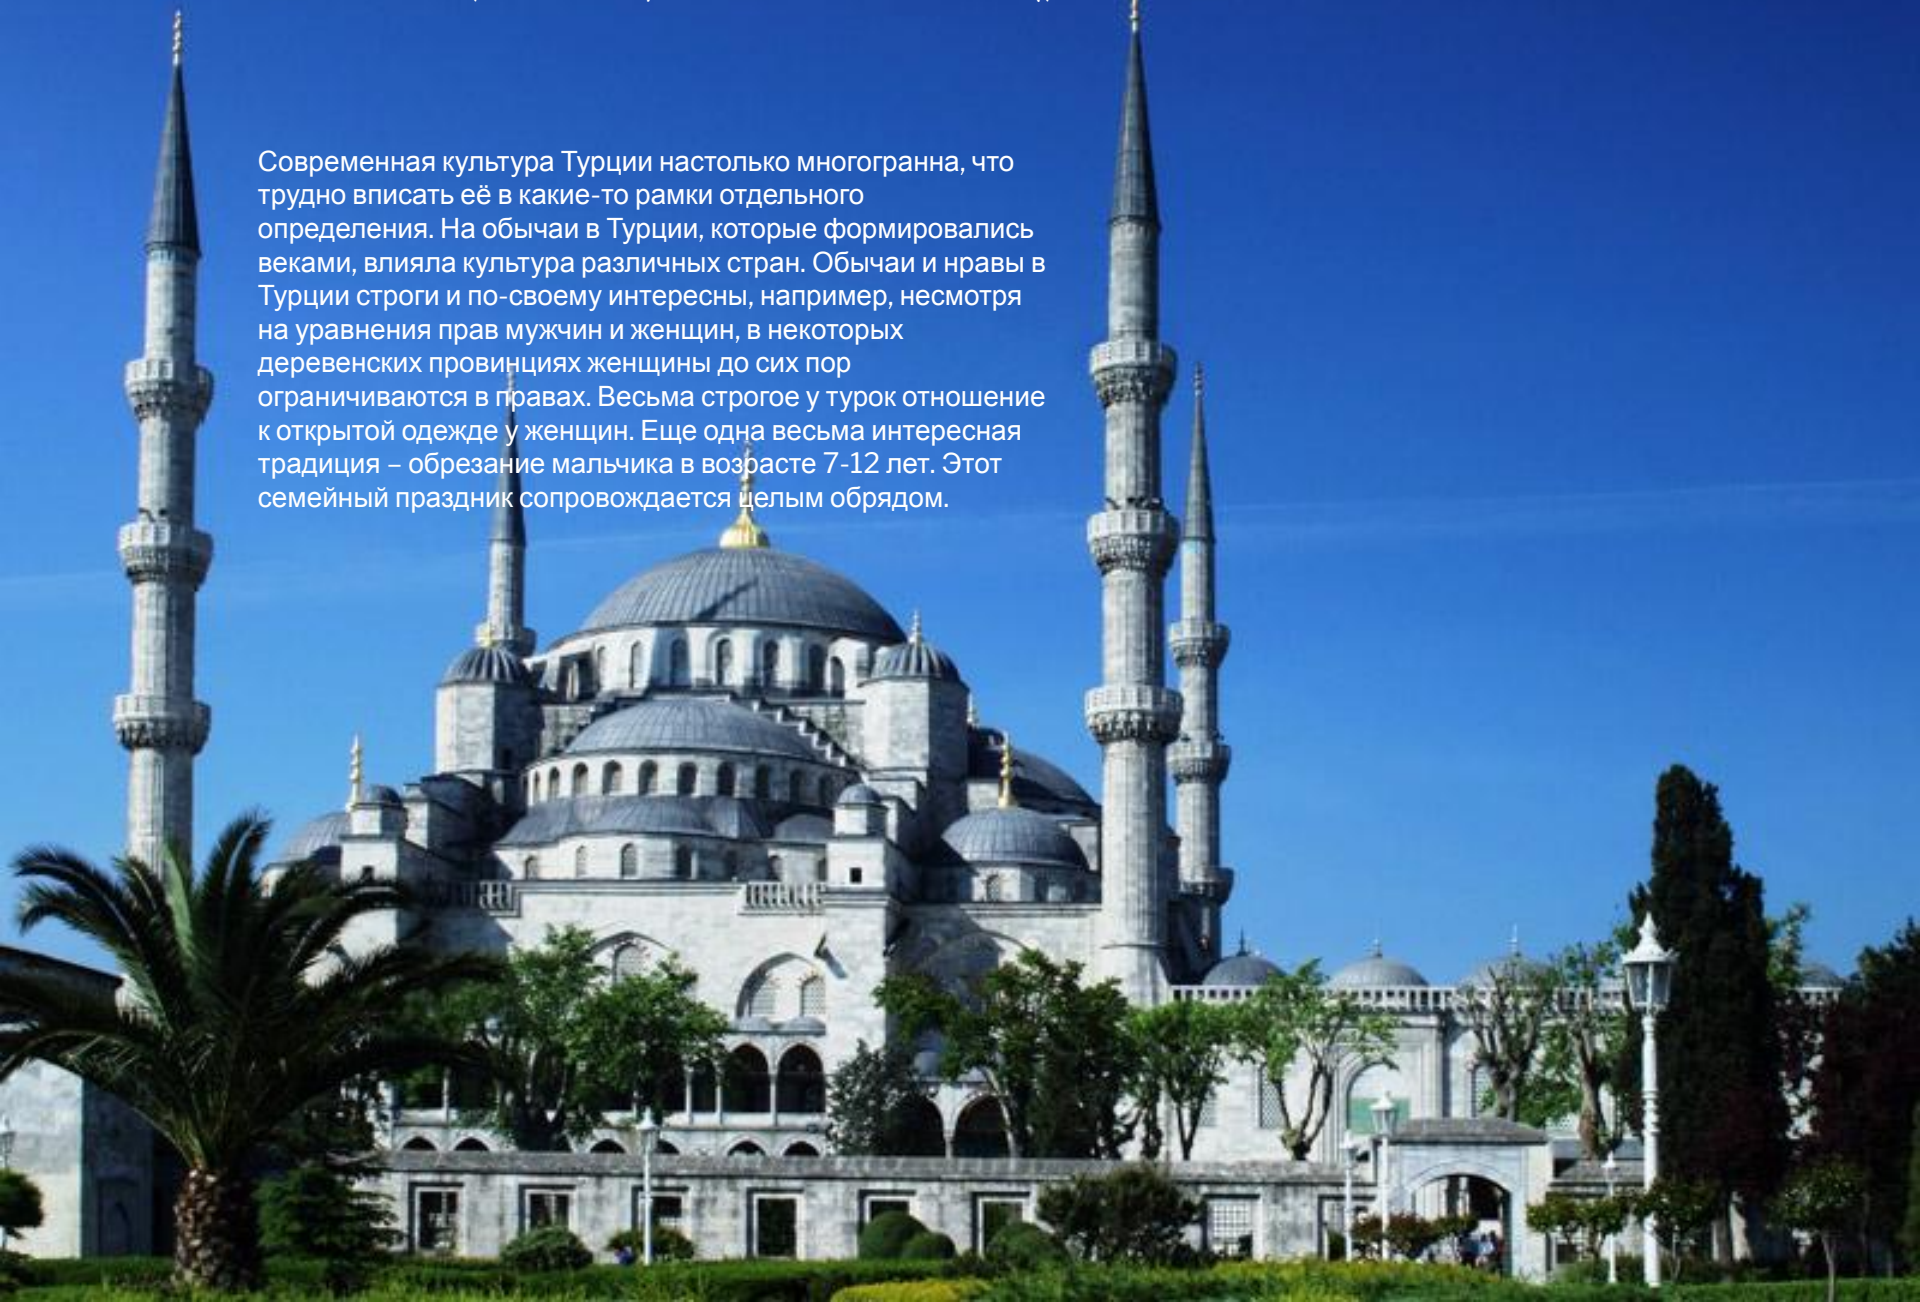 Современная культура Турции настолько многогранна, что
трудно вписать её в какие-то рамки отдельного
определения. На обычаи в Турции, которые формировались
веками, влияла культура различных стран. Обычаи и нравы в
Турции строги и по-своему интересны, например, несмотря
на уравнения прав мужчин и женщин, в некоторых
деревенских провинциях женщины до сих пор
ограничиваются в правах. Весьма строгое у турок отношение
к открытой одежде у женщин. Еще одна весьма интересная
традиция – обрезание мальчика в возрасте 7-12 лет. Этот
семейный праздник сопровождается целым обрядом.